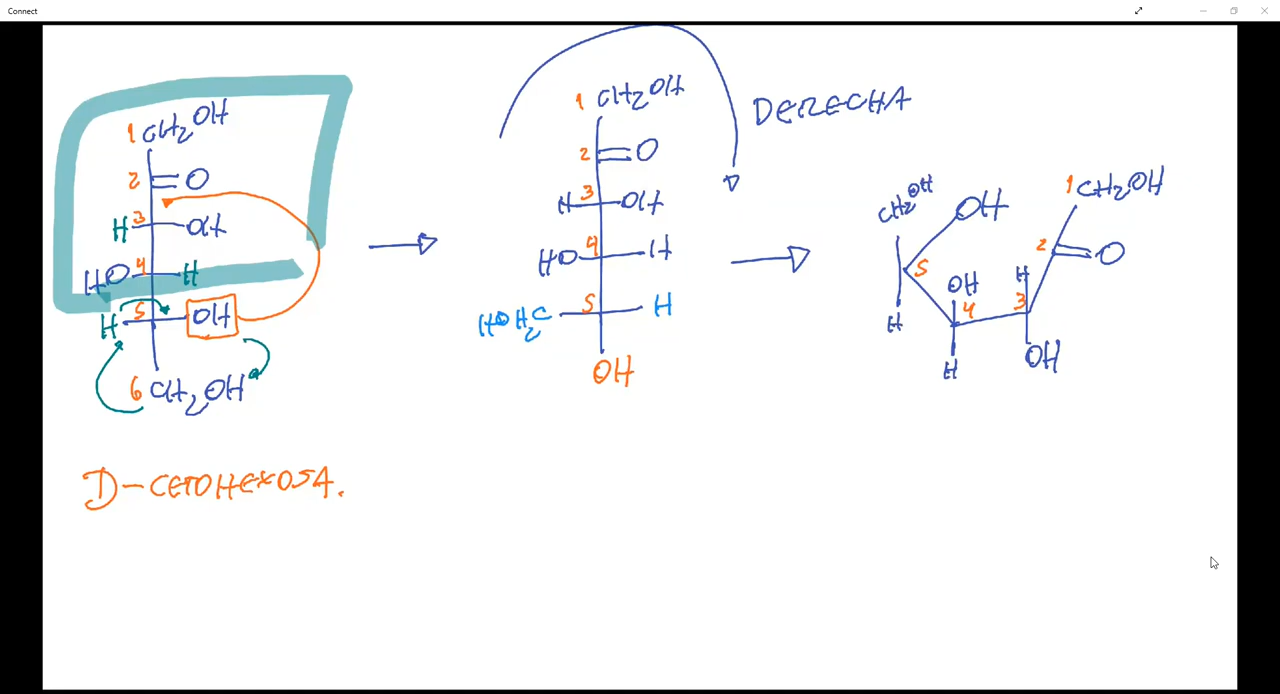 Connect
1 CH2OH
2 =O
H 3 OH
HO 4 H
H 5 OH
6 CH2OH
D-CETOHEXOSA.
1 CH2OH
2 =O
H 3 OH
HO 4 H
HOH2C 5 H
OH
DERECHA
CH2OH OH 1 CH2OH
5 2 =O
H OH 4 H 3
H OH